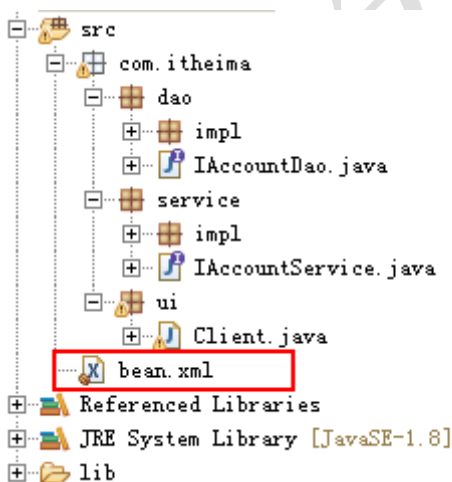 src
com.itheima
dao
impl
IAccountDao.java
service
impl
IAccountService.java
ui
Client.java
bean.xml
Referenced Libraries
JRE System Library [JavaSE-1.8]
lib